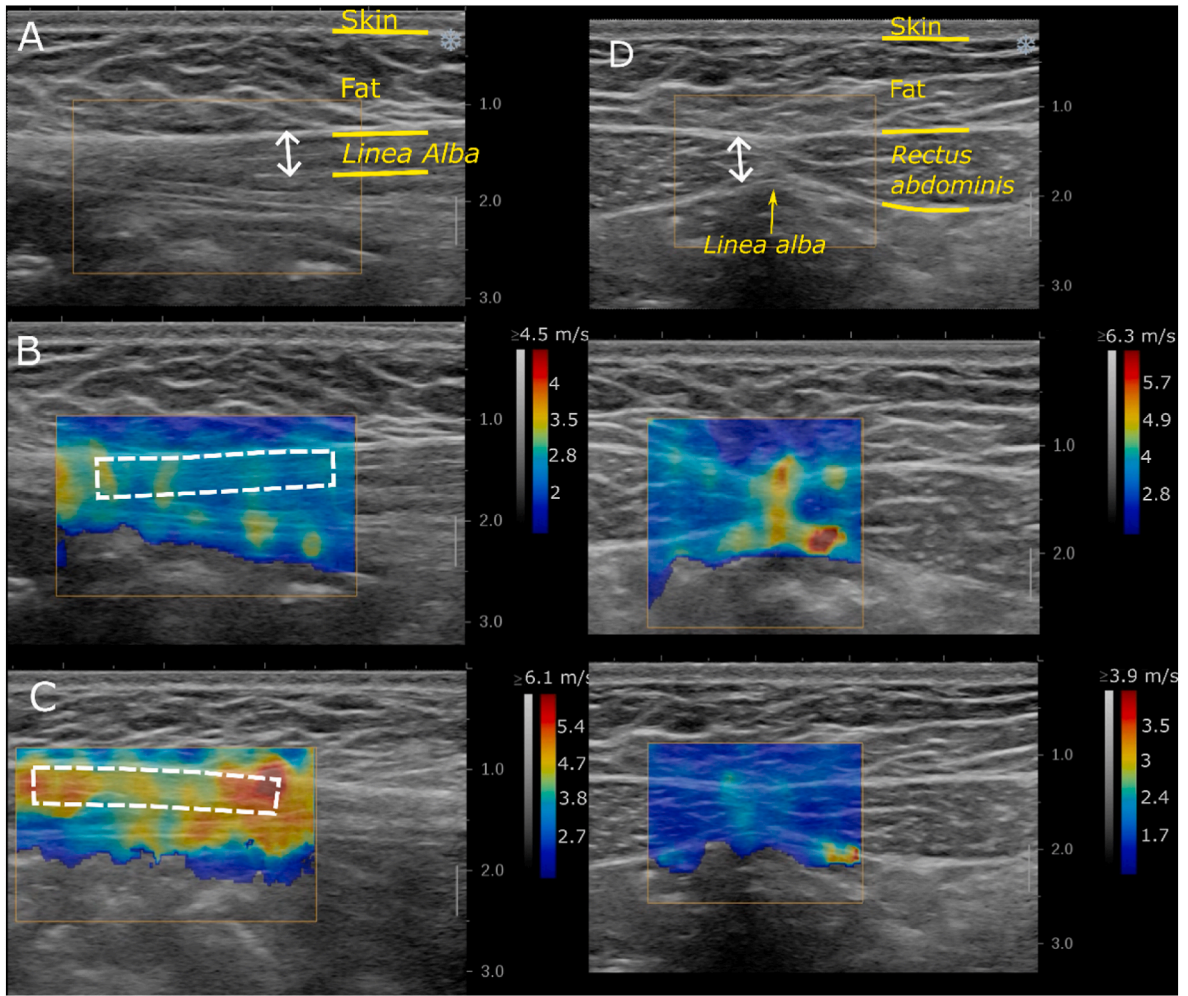 A
Skin
Fat
Linea Alba
1.0
2.0
3.0
D
Skin
Fat
Rectus
abdominis
Linea alba
1.0
2.0
3.0
B
≥4.5 m/s
4
3.5
2.8
2
1.0
2.0
3.0
≥6.3 m/s
5.7
4.9
4
2.8
1.0
2.0
C
≥6.1 m/s
5.4
4.7
3.8
2.7
1.0
2.0
3.0
≥3.9 m/s
3.5
3
2.4
1.7
1.0
2.0
3.0